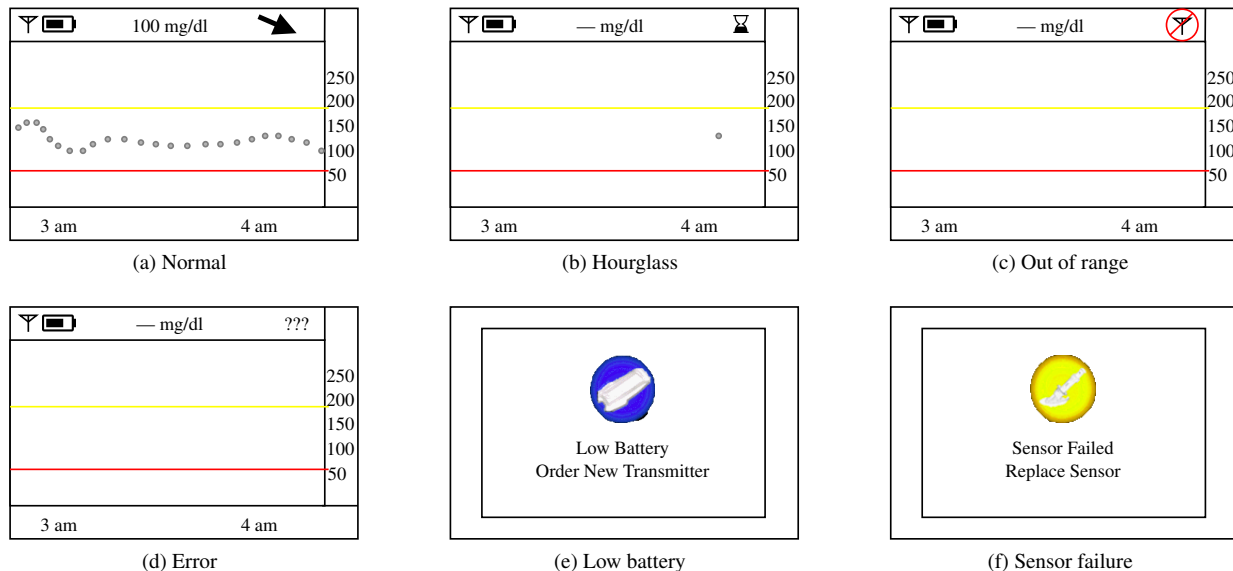 100 mg/dl
250
200
150
100
50
3 am 4 am
(a) Normal
— mg/dl
250
200
150
100
50
3 am 4 am
(b) Hourglass
— mg/dl
250
200
150
100
50
3 am 4 am
(c) Out of range
— mg/dl ???
250
200
150
100
50
3 am 4 am
(d) Error
Low Battery
Order New Transmitter
(e) Low battery
Sensor Failed
Replace Sensor
(f) Sensor failure